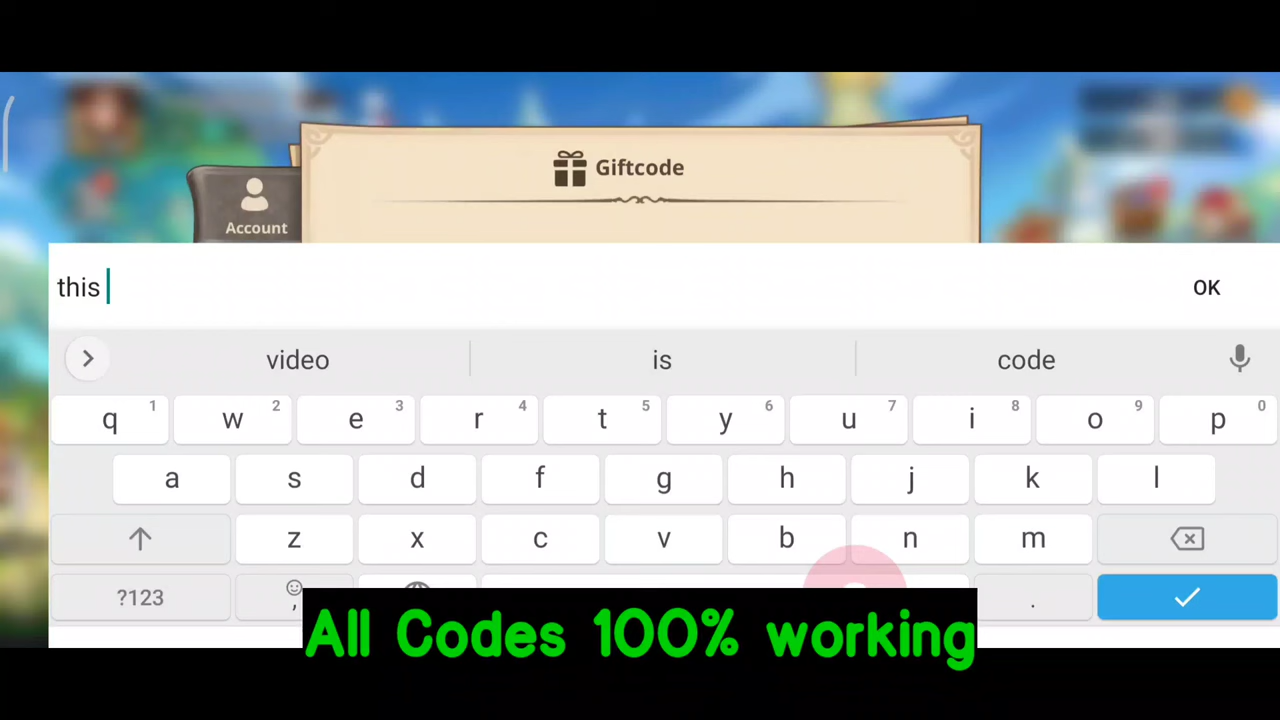 Giftcode
Account
this
OK
video is code
q 1 w 2 e 3 r 4 t 5 y 6 u 7 i 8 o 9 p 0
a s d f g h j k l
z x c v b n m
?123 , .
All Codes 100% working